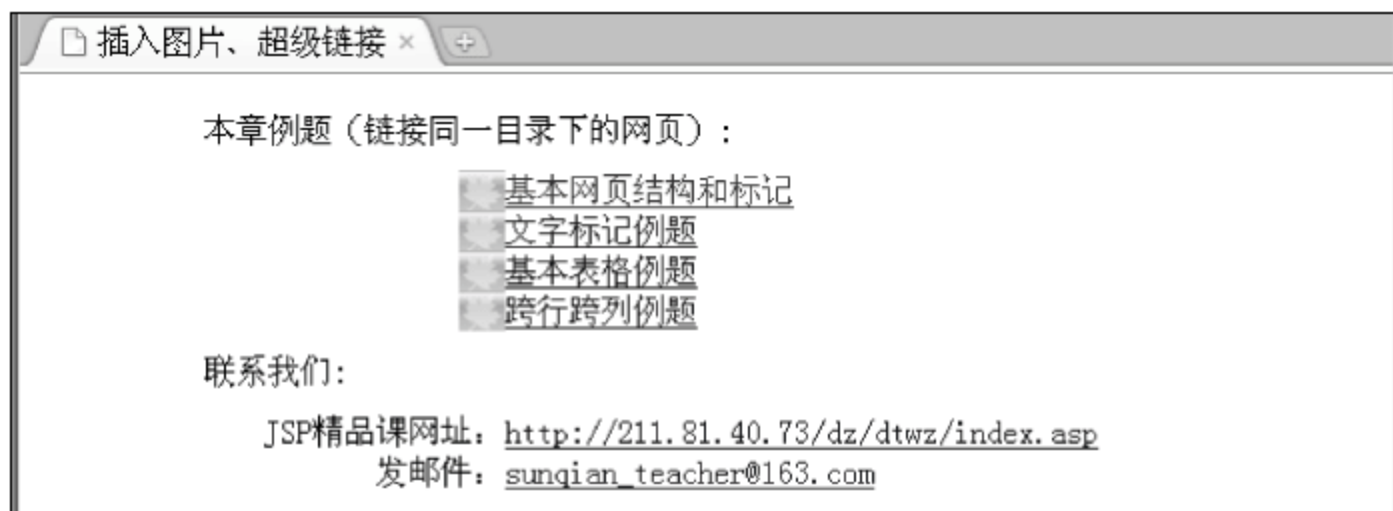 插入图片、超级链接
本章例题（链接同一目录下的网页）：
基本网页结构和标记
文字标记例题
基本表格例题
跨行跨列例题
联系我们：
JSP精品课网址：http://211.81.40.73/dz/dtwz/index.asp
发邮件：sunqian_teacher@163.com